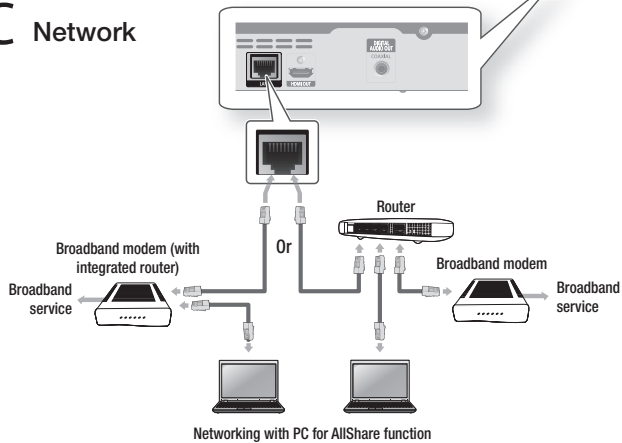 C Network
DIGITAL
AUDIO OUT
COAXIAL
LAN
HDMI OUT
Router
Or
Broadband modem (with
integrated router)
Broadband
service
Broadband modem
Broadband
service
Networking with PC for AllShare function